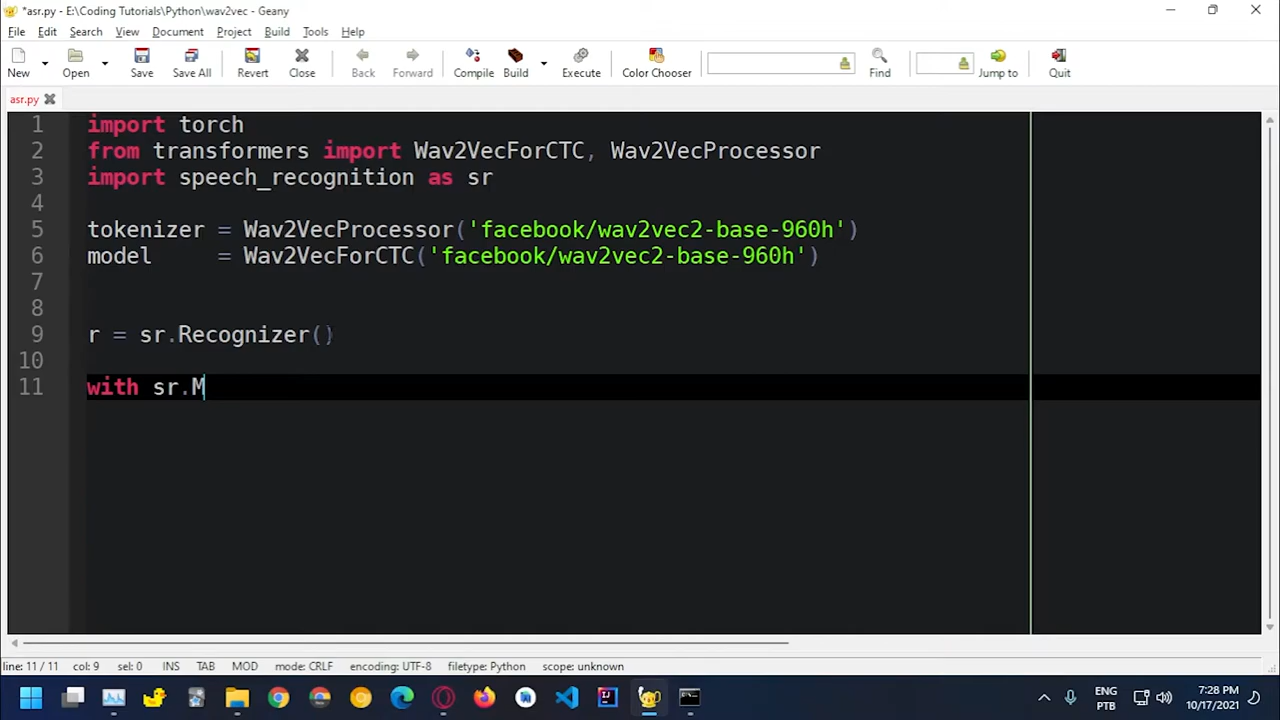 *asr.py - E:\Coding Tutorials\Python\wav2vec - Geany
File Edit Search View Document Project Build Tools Help
New Open Save Save All Revert Close Back Forward Compile Build Execute Color Chooser Find Jump to Quit
asr.py
1 import torch
2 from transformers import Wav2VecForCTC, Wav2VecProcessor
3 import speech_recognition as sr
4
5 tokenizer = Wav2VecProcessor('facebook/wav2vec2-base-960h')
6 model     = Wav2VecForCTC('facebook/wav2vec2-base-960h')
7
8
9 r = sr.Recognizer()
10
11 with sr.M
line: 11 / 11 col: 9 sel: 0 INS TAB MOD mode: CRLF encoding: UTF-8 filetype: Python scope: unknown
ENG 7:28 PM
PTB 10/17/2021